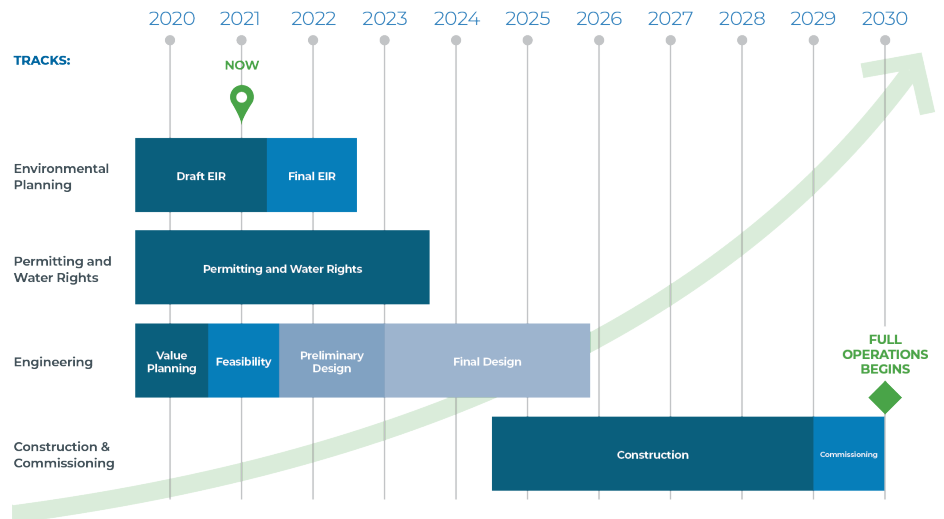 2020 2021 2022 2023 2024 2025 2026 2027 2028 2029 2030
TRACKS:
NOW
Environmental
Planning
Draft EIR
Final EIR
Permitting and
Water Rights
Permitting and Water Rights
Engineering
Value
Planning
Feasibility
Preliminary
Design
Final Design
FULL
OPERATIONS
BEGINS
Construction &
Commissioning
Construction
Commissioning